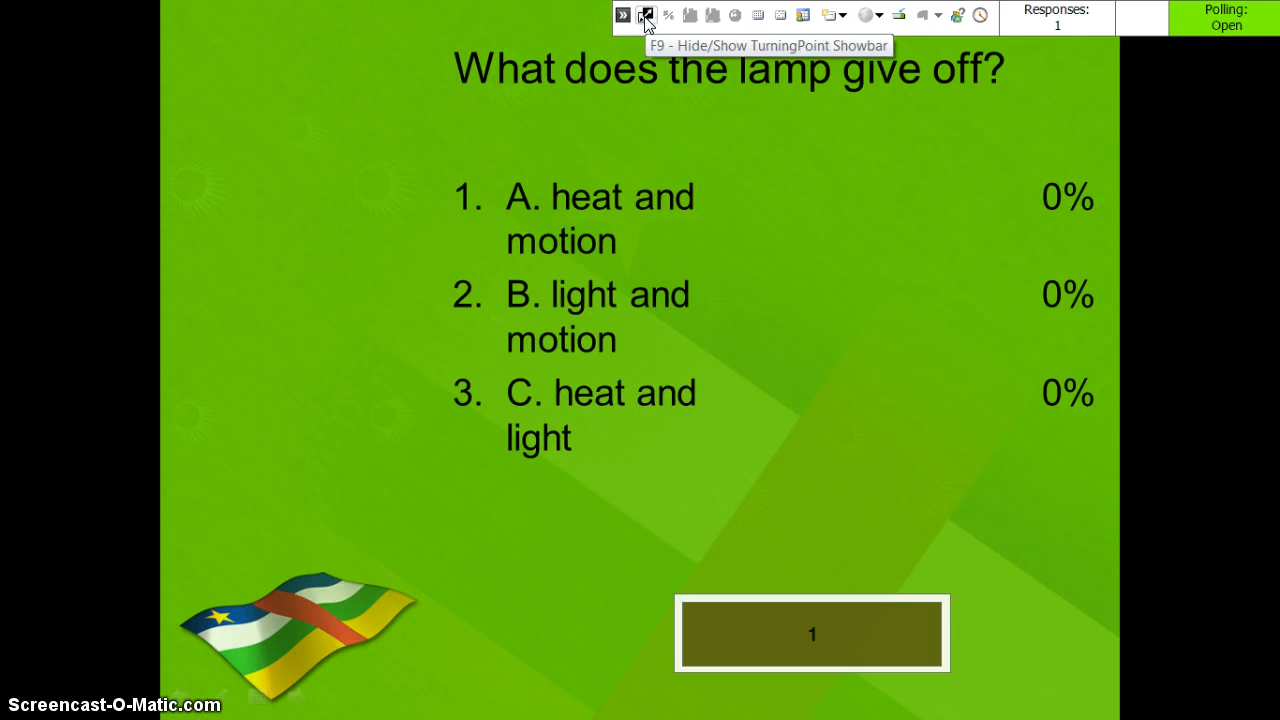 Responses:
1
Polling:
Open
F9 - Hide/Show TurningPoint Showbar
What does the lamp give off?
1. A. heat and 0%
motion
2. B. light and 0%
motion
3. C. heat and 0%
light
1
Screencast-O-Matic.com